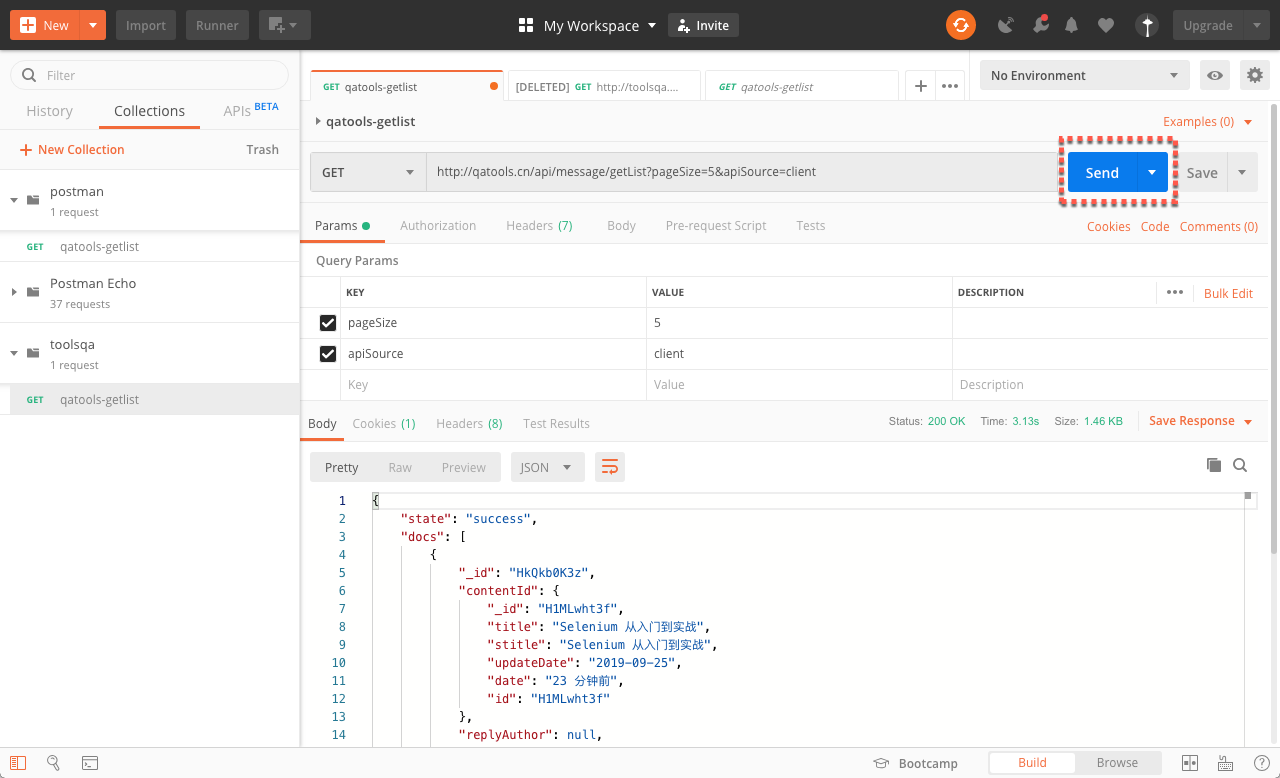 New Import Runner My Workspace Invite Upgrade
Filter
History Collections APIs BETA
New Collection Trash
postman
1 request
GET qatools-getlist
Postman Echo
37 requests
toolsqa
1 request
GET qatools-getlist
GET qatools-getlist [DELETED] GET http://toolsqa.... GET qatools-getlist No Environment
qatools-getlist Examples (0)
GET http://qatools.cn/api/message/getList?pageSize=5&apiSource=client Send Save
Params Authorization Headers (7) Body Pre-request Script Tests Cookies Code Comments (0)
Query Params
KEY VALUE DESCRIPTION Bulk Edit
pageSize 5
apiSource client
Key Value Description
Body Cookies (1) Headers (8) Test Results Status: 200 OK Time: 3.13s Size: 1.46 KB Save Response
Pretty Raw Preview JSON
1 {
2 "state": "success",
3 "docs": [
4 {
5 "_id": "HkQkb0K3z",
6 "contentId": {
7 "_id": "H1MLwht3f",
8 "title": "Selenium 从入门到实战",
9 "stitle": "Selenium 从入门到实战",
10 "updateDate": "2019-09-25",
11 "date": "23 分钟前",
12 "id": "H1MLwht3f"
13 },
14 "replyAuthor": null,
Bootcamp Build Browse